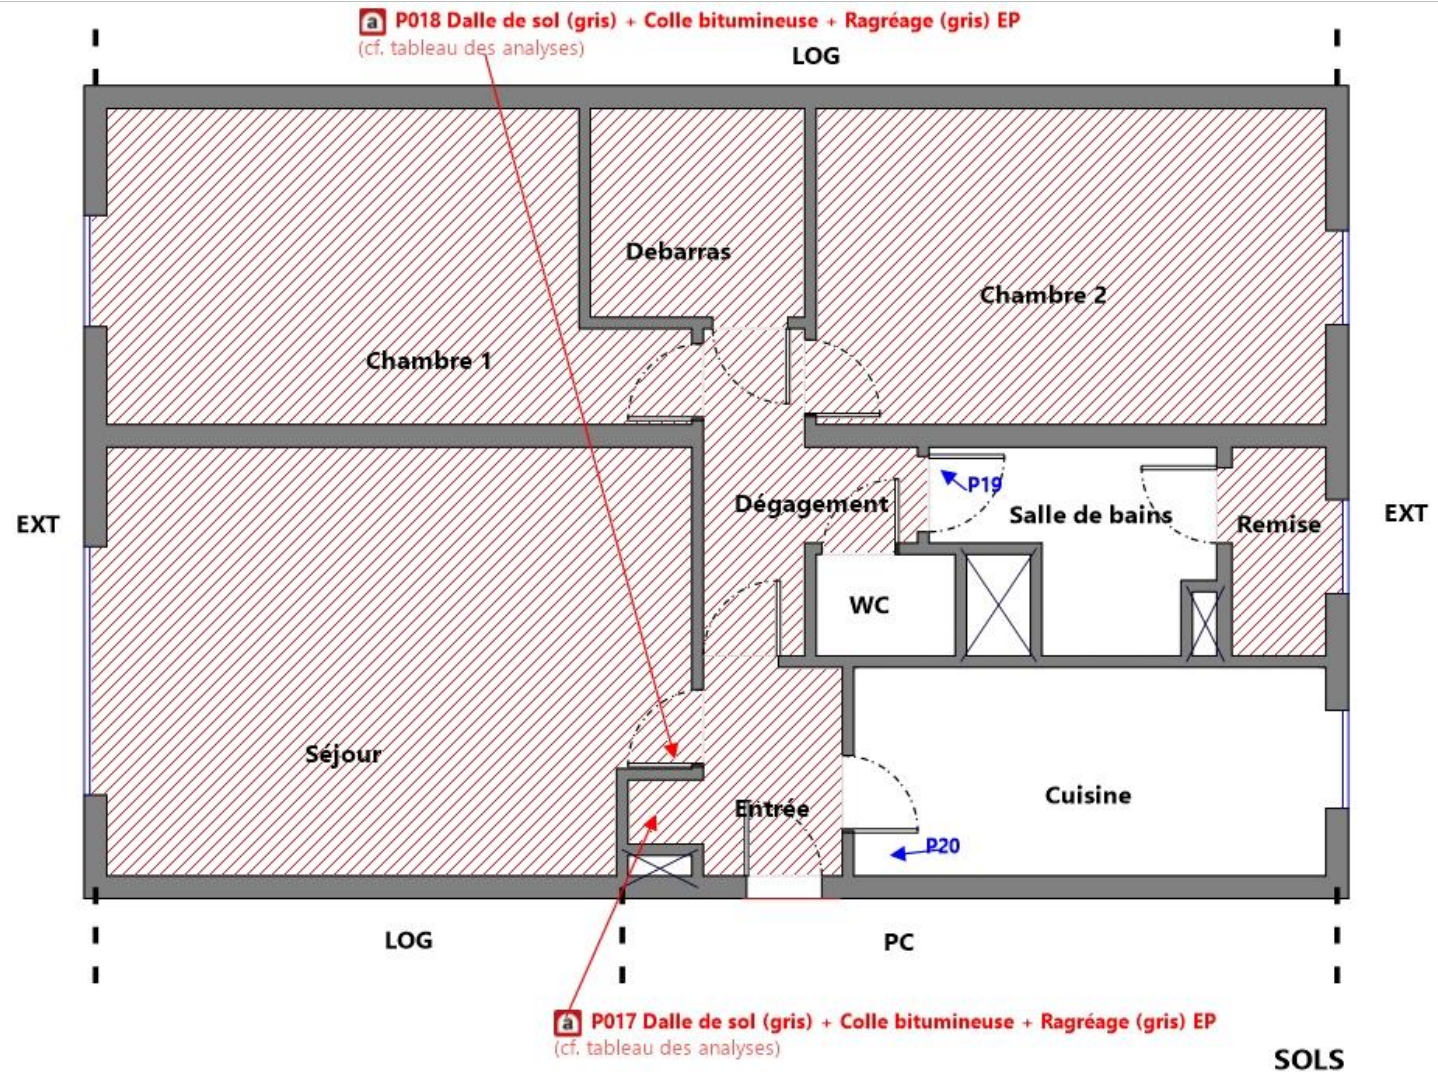 a P018 Dalle de sol (gris) + Colle bitumineuse + Ragréage (gris) EP
(cf. tableau des analyses)
LOG
Debarras
Chambre 2
Chambre 1
P19
Dégagement
Salle de bains
Remise
EXT
EXT
WC
Séjour
Entrée
Cuisine
P20
LOG
PC
a P017 Dalle de sol (gris) + Colle bitumineuse + Ragréage (gris) EP
(cf. tableau des analyses)
SOLS